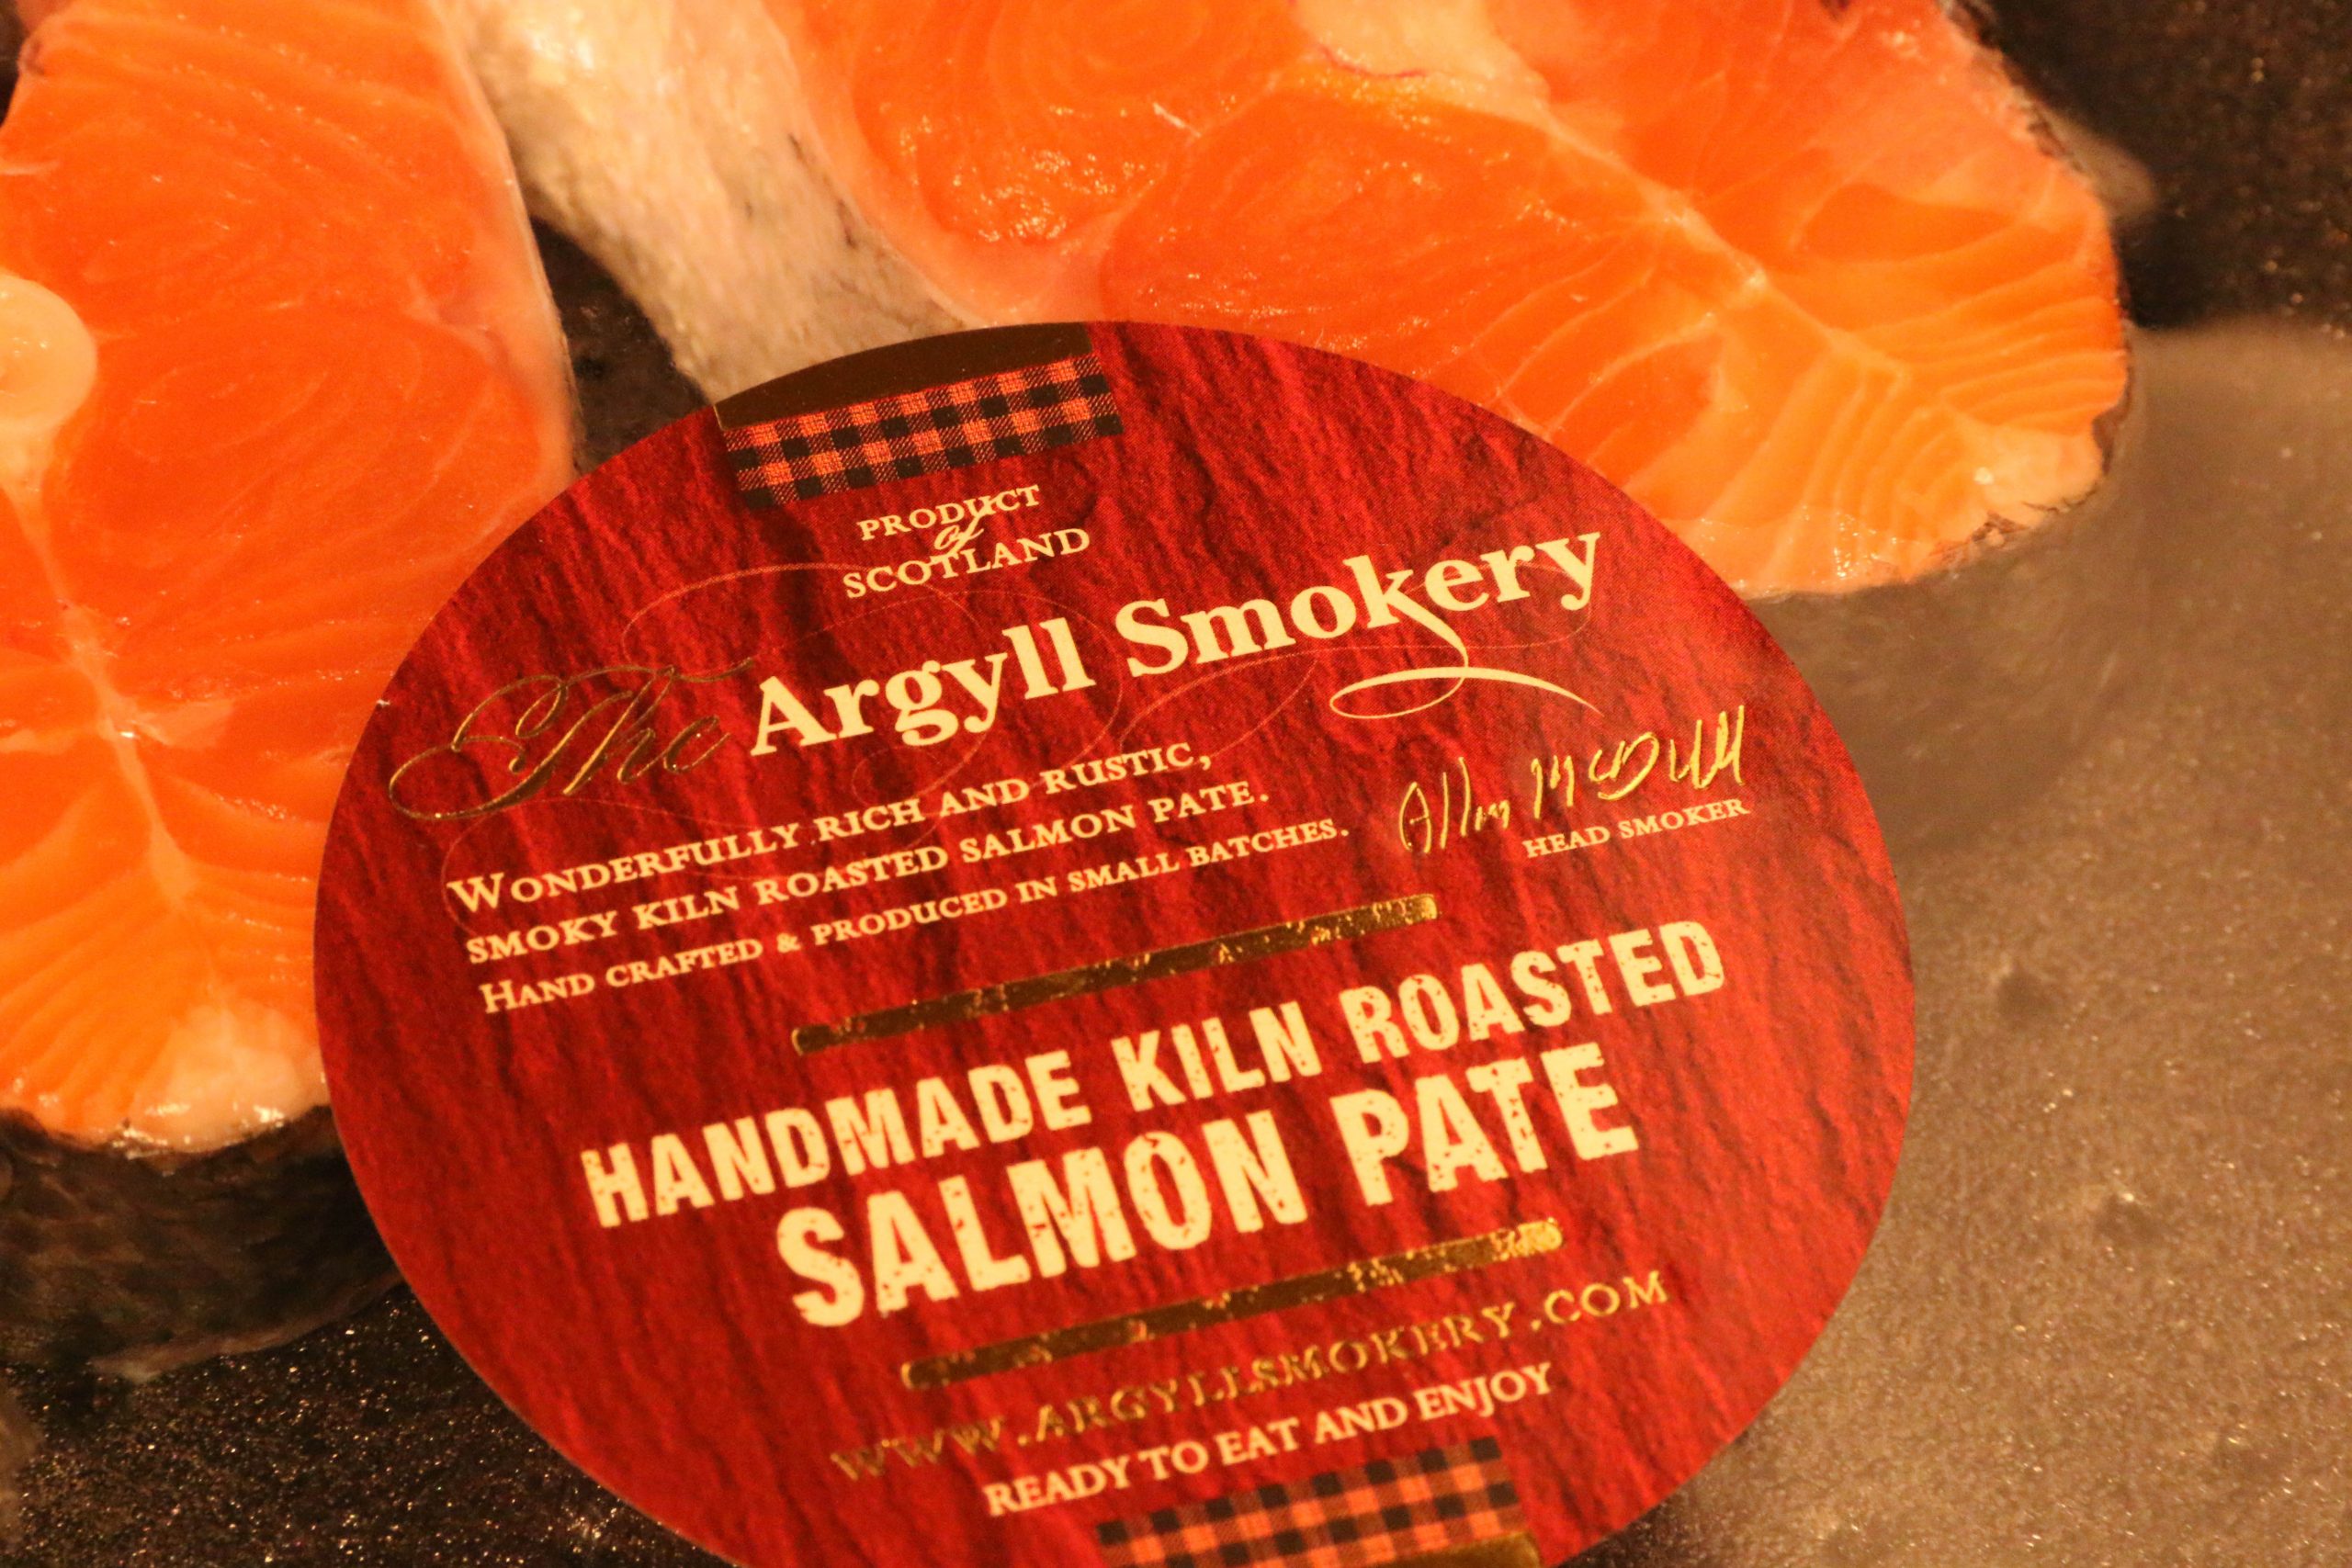 PRODUCT
of
SCOTLAND
The Argyll Smokery
WONDERFULLY RICH AND RUSTIC,
SMOKY KILN ROASTED SALMON PATE.
HAND CRAFTED & PRODUCED IN SMALL BATCHES.
HEAD SMOKER
HANDMADE KILN ROASTED
SALMON PATE
WWW.ARGYLLSMOKERY.COM
READY TO EAT AND ENJOY